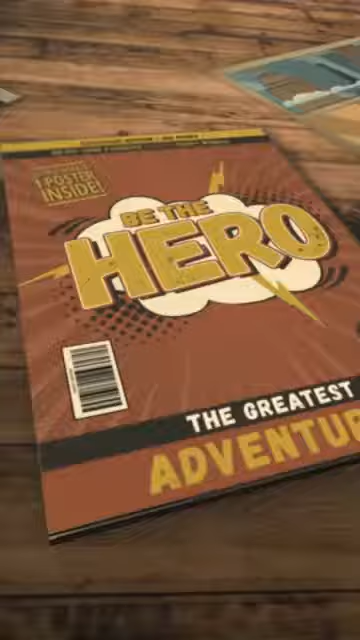 1 POSTER
INSIDE!
BE THE
HERO
THE GREATEST
ADVENTUR